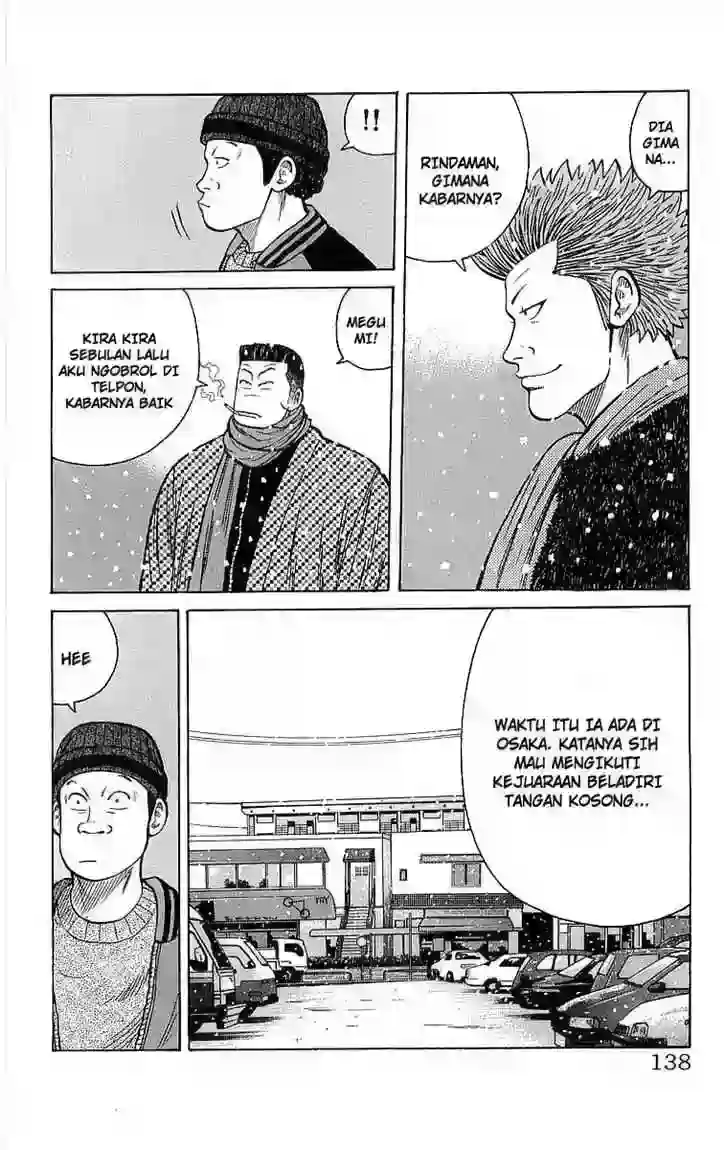 DIA
GIMA
NA...
RINDAMAN,
GIMANA
KABARNYA?
!!
MEGU
MI!
KIRA KIRA
SEBULAN LALU
AKU NGOBROL DI
TELPON,
KABARNYA BAIK
WAKTU ITU IA ADA DI
OSAKA. KATANYA SIH
MAU MENGIKUTI
KEJUARAAN BELADIRI
TANGAN KOSONG...
HEE
138